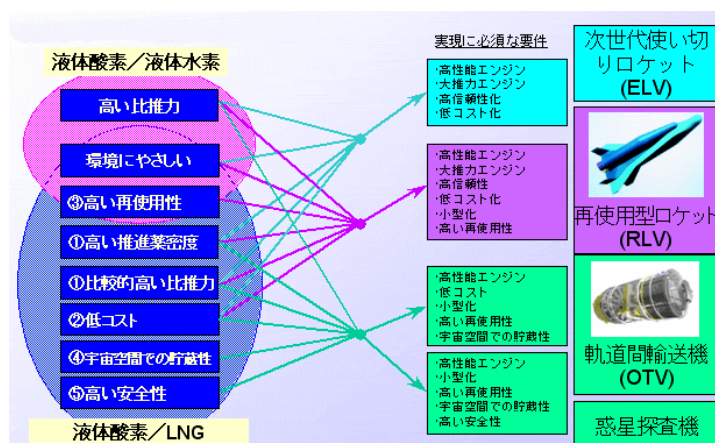 液体酸素／液体水素
高い比推力
環境にやさしい
③高い再使用性
①高い推進薬密度
①比較的高い比推力
②低コスト
④宇宙空間での貯蔵性
⑤高い安全性
液体酸素／LNG
実現に必須な要件
・高性能エンジン
・大推力エンジン
・高信頼性化
・低コスト化
・高性能エンジン
・大推力エンジン
・高信頼性
・低コスト化
・小型化
・高い再使用性
・高性能エンジン
・低コスト
・小型化
・高い再使用性
・宇宙空間での貯蔵性
・高性能エンジン
・小型化
・高い再使用性
・宇宙空間での貯蔵性
・高い安全性
次世代使い切
りロケット
(ELV)
再使用型ロケット
(RLV)
軌道間輸送機
(OTV)
惑星探査機